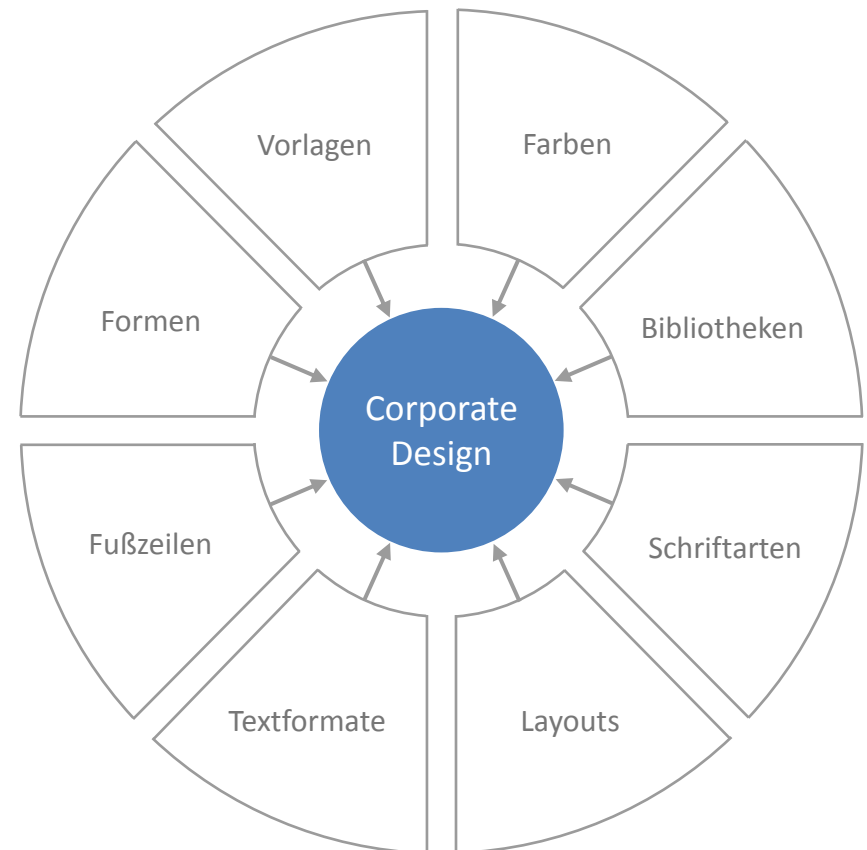 Vorlagen
Farben
Formen
Bibliotheken
Corporate
Design
Fußzeilen
Schriftarten
Textformate
Layouts